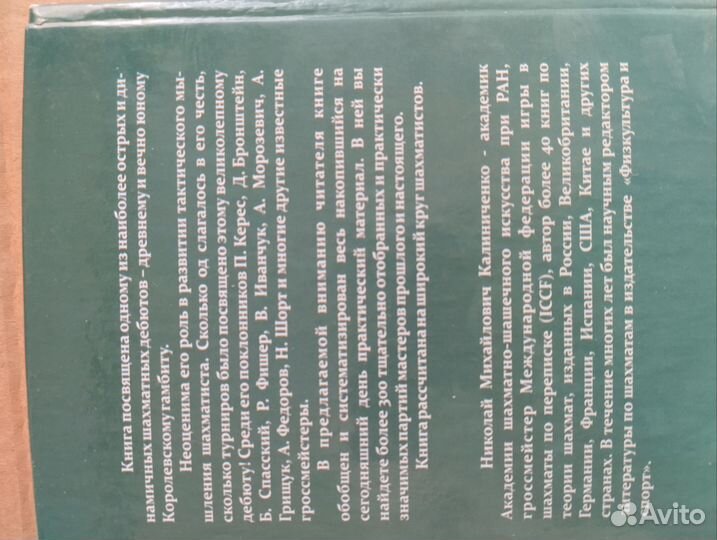 Книга посвящена одному из наиболее острых и ди-
намичных шахматных дебютов – древнему и вечно юному
Королевскому гамбиту.
Неоценима его роль в развитии тактического мы-
шления шахматиста. Сколько од слагалось в его честь,
сколько турниров было посвящено этому великолепному
дебюту! Среди его поклонников П. Керес, Д. Бронштейн,
Б. Спасский, Р. Фишер, В. Иванчук, А. Морозевич, А.
Грищук, А. Федоров, Н. Шорт и многие другие известные
гроссмейстеры.
В предлагаемой вниманию читателя книге
обобщен и систематизирован весь накопившийся на
сегодняшний день практический материал. В ней вы
найдете более 300 тщательно отобранных и практически
значимых партий мастеров прошлого и настоящего.
Книга рассчитана на широкий круг шахматистов.
Николай Михайлович Калиниченко - академик
Академии шахматно-шашечного искусства при РАН,
гроссмейстер Международной федерации игры в
шахматы по переписке (ICCF), автор более 40 книг по
теории шахмат, изданных в России, Великобритании,
Германии, Франции, Испании, США, Китае и других
странах. В течение многих лет был научным редактором
литературы по шахматам в издательстве «Физкультура и
спорт».
Avito